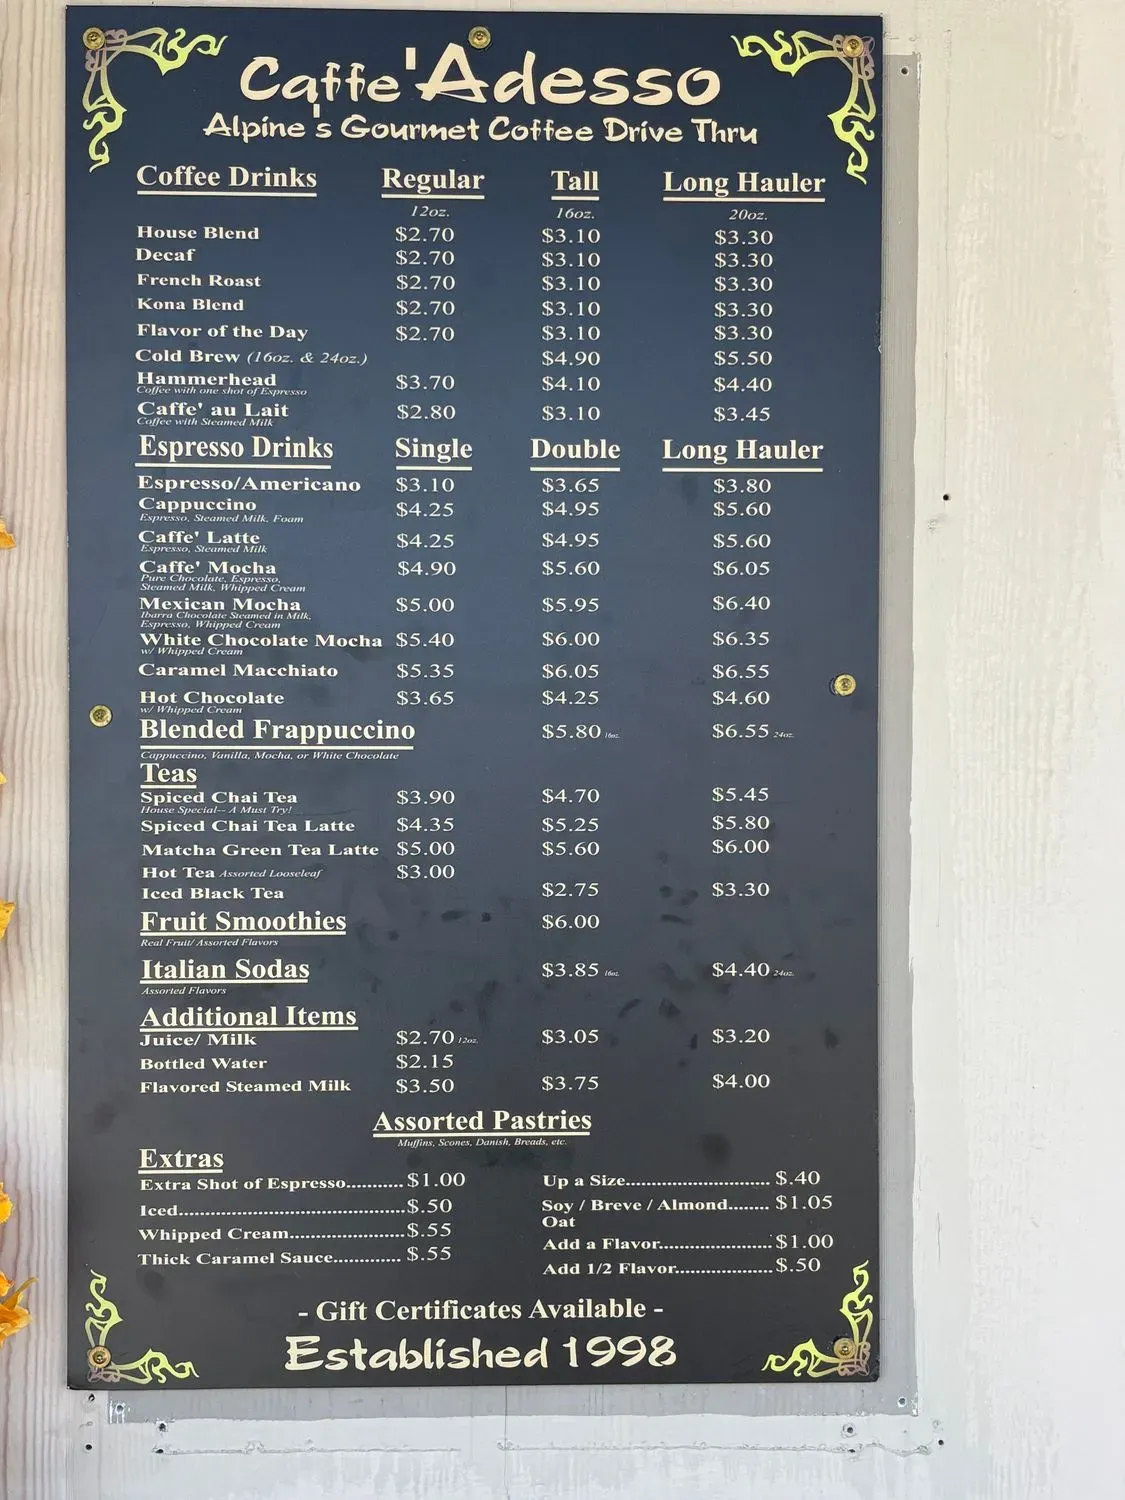 Caffe'Adesso
Alpine's Gourmet Coffee Drive Thru
Coffee Drinks Regular Tall Long Hauler
12oz. 16oz. 20oz.
House Blend $2.70 $3.10 $3.30
Decaf $2.70 $3.10 $3.30
French Roast $2.70 $3.10 $3.30
Kona Blend $2.70 $3.10 $3.30
Flavor of the Day $2.70 $3.10 $3.30
Cold Brew (16oz. & 24oz.) $4.90 $5.50
Hammerhead $3.70 $4.10 $4.40
Coffee with one shot of Espresso
Caffe' au Lait $2.80 $3.10 $3.45
Coffee with Steamed Milk
Espresso Drinks Single Double Long Hauler
Espresso/Americano $3.10 $3.65 $3.80
Cappuccino $4.25 $4.95 $5.60
Espresso, Steamed Milk, Foam
Caffe' Latte $4.25 $4.95 $5.60
Espresso, Steamed Milk
Caffe' Mocha $4.90 $5.60 $6.05
Pure Chocolate, Espresso,
Steamed Milk, Whipped Cream
Mexican Mocha $5.00 $5.95 $6.40
Ibarra Chocolate Steamed in Milk,
Espresso, Whipped Cream
White Chocolate Mocha $5.40 $6.00 $6.35
w/ Whipped Cream
Caramel Macchiato $5.35 $6.05 $6.55
Hot Chocolate $3.65 $4.25 $4.60
w/ Whipped Cream
Blended Frappuccino $5.80 16oz. $6.55 24oz.
Cappuccino, Vanilla, Mocha, or White Chocolate
Teas
Spiced Chai Tea $3.90 $4.70 $5.45
House Special-- A Must Try!
Spiced Chai Tea Latte $4.35 $5.25 $5.80
Matcha Green Tea Latte $5.00 $5.60 $6.00
Hot Tea Assorted Looseleaf $3.00
Iced Black Tea $2.75 $3.30
Fruit Smoothies $6.00
Real Fruit/ Assorted Flavors
Italian Sodas $3.85 16oz. $4.40 24oz.
Assorted Flavors
Additional Items
Juice/ Milk $2.70 12oz. $3.05 $3.20
Bottled Water $2.15
Flavored Steamed Milk $3.50 $3.75 $4.00
Assorted Pastries
Muffins, Scones, Danish, Breads, etc.
Extras
Extra Shot of Espresso........... $1.00
Iced.........................................$.50
Whipped Cream.....................$.55
Thick Caramel Sauce............$.55
Up a Size............................. $.40
Soy / Breve / Almond........ $1.05
Oat
Add a Flavor.......................$1.00
Add 1/2 Flavor...................$.50
- Gift Certificates Available -
Established 1998